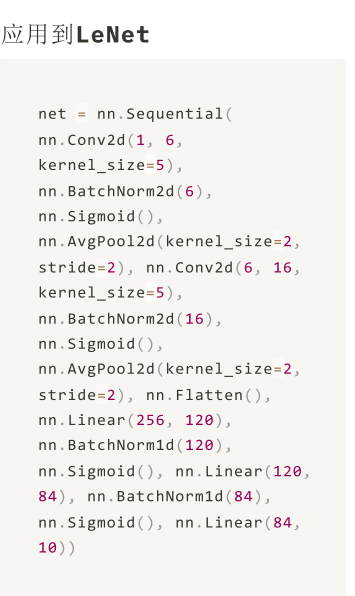 应用到LeNet
net = nn.Sequential(
nn.Conv2d(1, 6,
kernel_size=5),
nn.BatchNorm2d(6),
nn.Sigmoid(),
nn.AvgPool2d(kernel_size=2,
stride=2), nn.Conv2d(6, 16,
kernel_size=5),
nn.BatchNorm2d(16),
nn.Sigmoid(),
nn.AvgPool2d(kernel_size=2,
stride=2), nn.Flatten(),
nn.Linear(256, 120),
nn.BatchNorm1d(120),
nn.Sigmoid(), nn.Linear(120,
84), nn.BatchNorm1d(84),
nn.Sigmoid(), nn.Linear(84,
10))